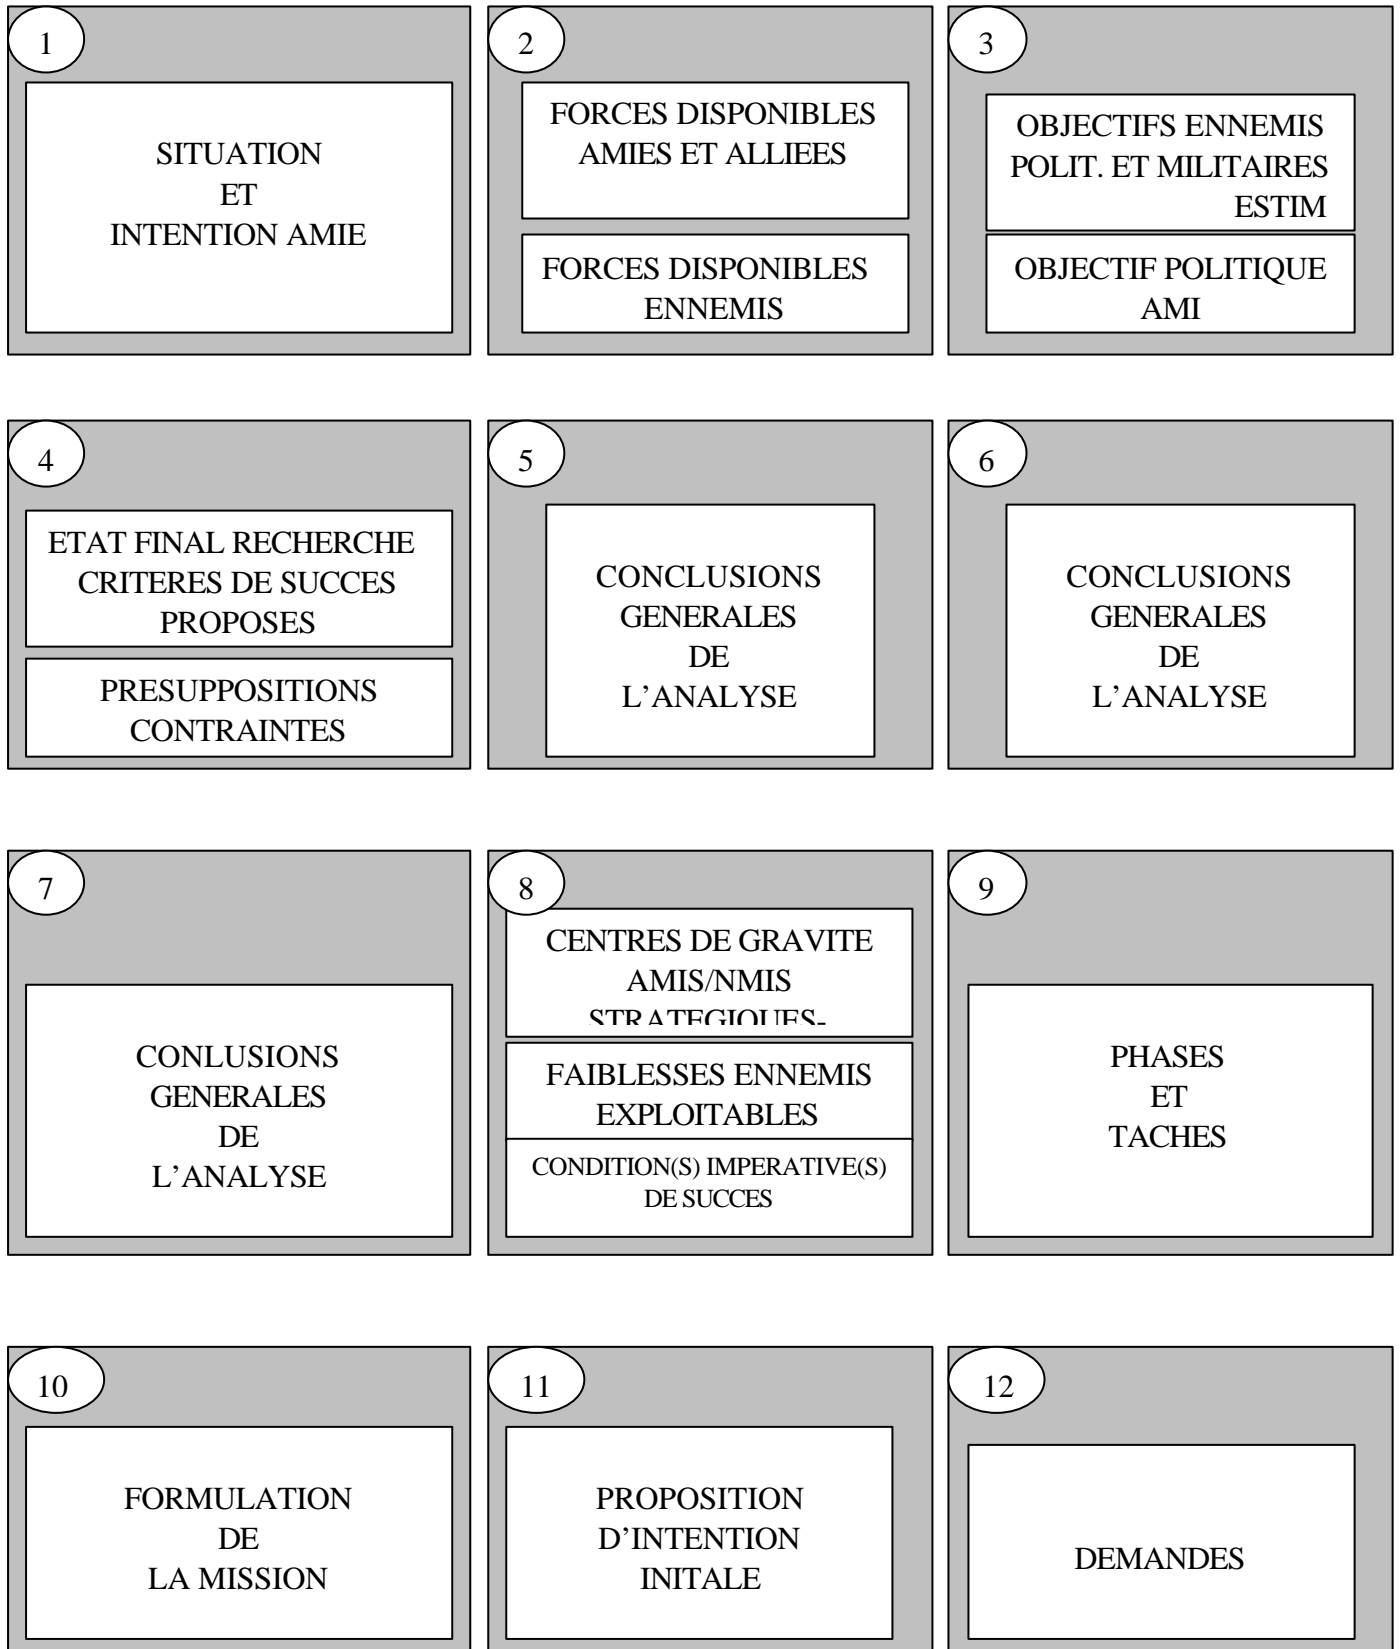 1
SITUATION
ET
INTENTION AMIE
2
FORCES DISPONIBLES
AMIES ET ALLIEES
FORCES DISPONIBLES
ENNEMIS
3
OBJECTIFS ENNEMIS
POLIT. ET MILITAIRES
ESTIM
OBJECTIF POLITIQUE
AMI
4
ETAT FINAL RECHERCHE
CRITERES DE SUCCES
PROPOSES
PRESUPPOSITIONS
CONTRAINTES
5
CONCLUSIONS
GENERALES
DE
L’ANALYSE
6
CONCLUSIONS
GENERALES
DE
L’ANALYSE
7
CONLUSIONS
GENERALES
DE
L’ANALYSE
8
CENTRES DE GRAVITE
AMIS/NMIS
STRATEGIQUES-
FAIBLESSES ENNEMIS
EXPLOITABLES
CONDITION(S) IMPERATIVE(S)
DE SUCCES
9
PHASES
ET
TACHES
10
FORMULATION
DE
LA MISSION
11
PROPOSITION
D’INTENTION
INITALE
12
DEMANDES